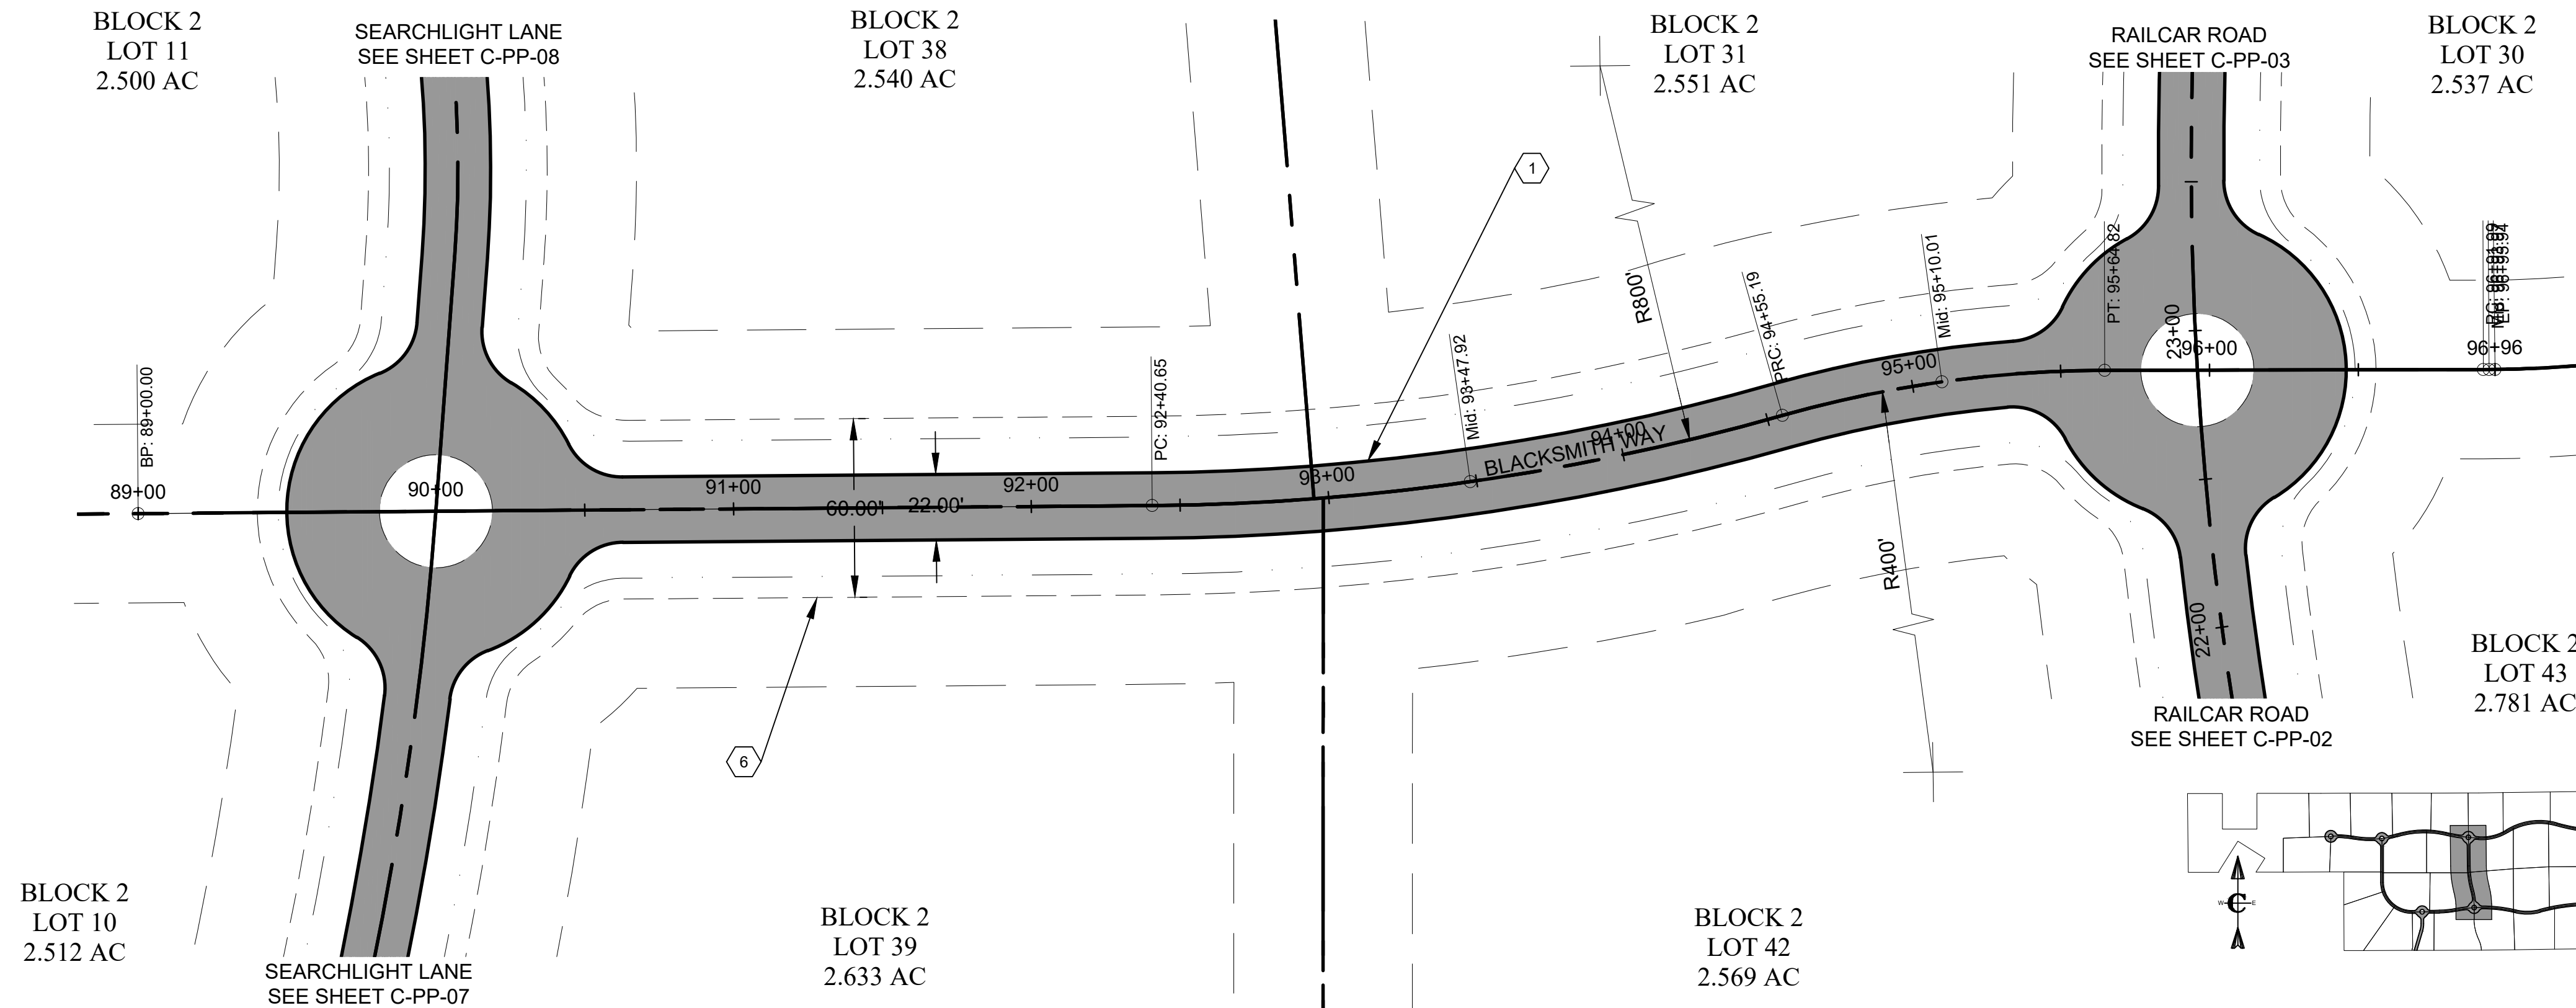 BLOCK 2
LOT 11
2.500 AC
SEARCHLIGHT LANE
SEE SHEET C-PP-08
BLOCK 2
LOT 38
2.540 AC
BLOCK 2
LOT 31
2.551 AC
RAILCAR ROAD
SEE SHEET C-PP-03
BLOCK 2
LOT 30
2.537 AC
1
R800'
BP: 89+00.00
PC: 92+40.65
Mid: 93+47.92
PRC: 94+55.19
Mid: 95+10.01
PT: 95+64.82
89+00
90+00
91+00
92+00
93+00
94+00
95+00
96+00
96+96
23+00
22+00
60.00'
22.00'
BLACKSMITH WAY
R400'
6
BLOCK 2
LOT 43
2.781 AC
RAILCAR ROAD
SEE SHEET C-PP-02
BLOCK 2
LOT 10
2.512 AC
SEARCHLIGHT LANE
SEE SHEET C-PP-07
BLOCK 2
LOT 39
2.633 AC
BLOCK 2
LOT 42
2.569 AC
W C E